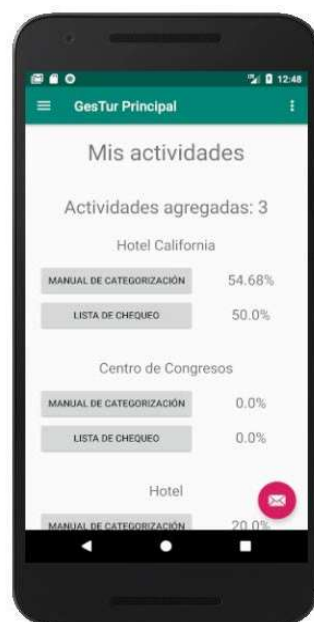 12:48
GesTur Principal
Mis actividades
Actividades agregadas: 3
Hotel California
MANUAL DE CATEGORIZACIÓN 54.68%
LISTA DE CHEQUEO 50.0%
Centro de Congresos
MANUAL DE CATEGORIZACIÓN 0.0%
LISTA DE CHEQUEO 0.0%
Hotel
MANUAL DE CATEGORIZACIÓN 20.0%